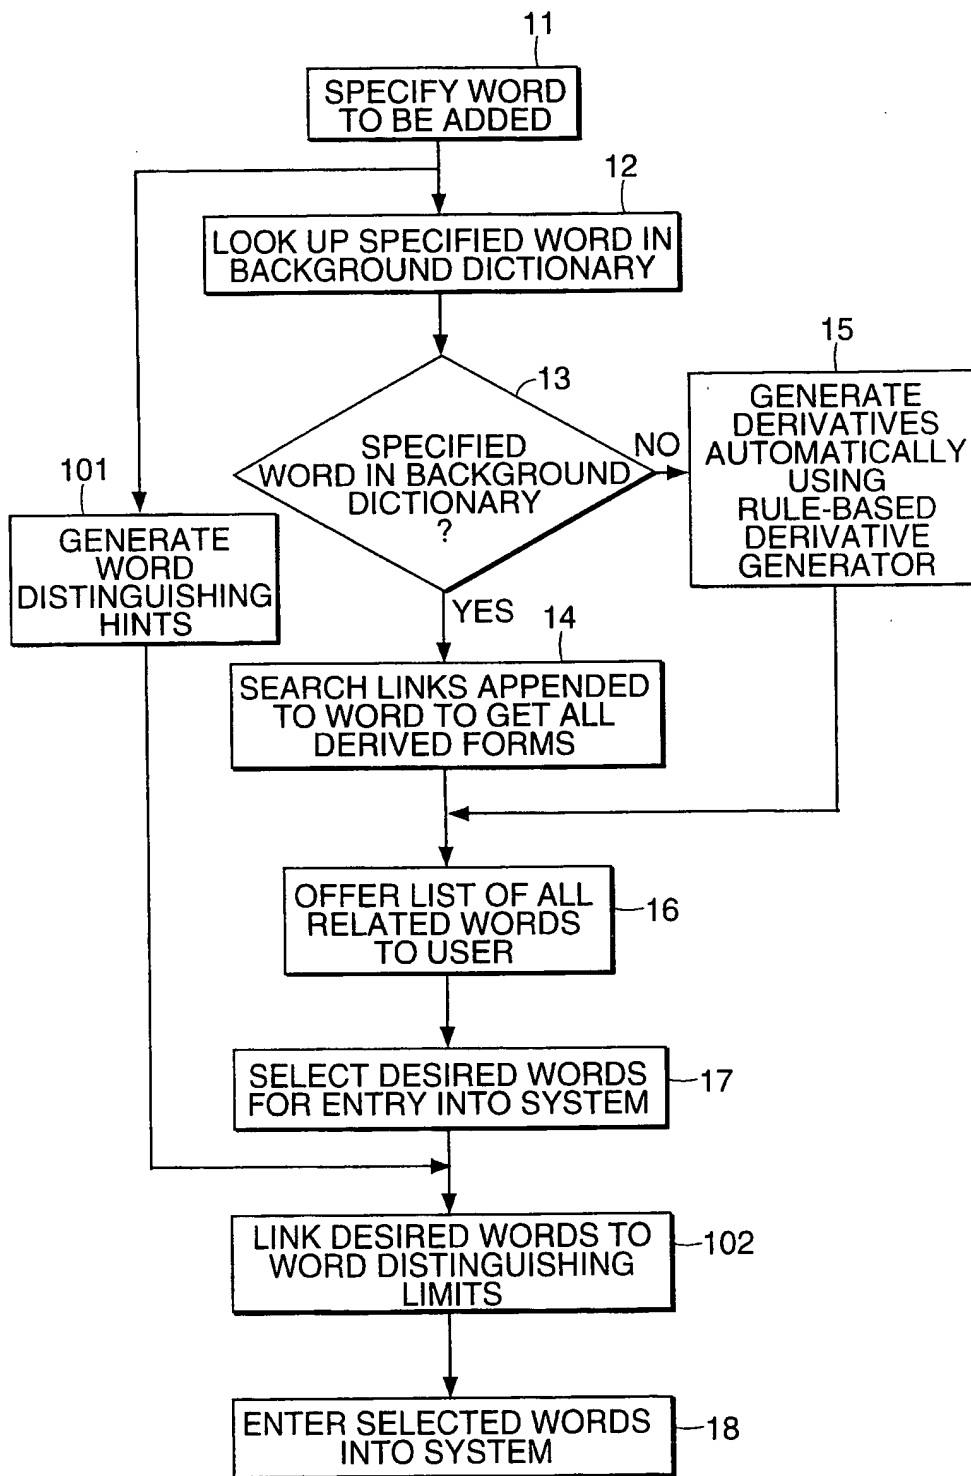 11
SPECIFY WORD
TO BE ADDED
12
LOOK UP SPECIFIED WORD IN
BACKGROUND DICTIONARY
13
SPECIFIED
WORD IN BACKGROUND
DICTIONARY
?
NO
YES
15
GENERATE
DERIVATIVES
AUTOMATICALLY
USING
RULE-BASED
DERIVATIVE
GENERATOR
101
GENERATE
WORD
DISTINGUISHING
HINTS
14
SEARCH LINKS APPENDED
TO WORD TO GET ALL
DERIVED FORMS
OFFER LIST OF ALL
RELATED WORDS
TO USER
16
SELECT DESIRED WORDS
FOR ENTRY INTO SYSTEM
17
LINK DESIRED WORDS TO
WORD DISTINGUISHING
LIMITS
102
ENTER SELECTED WORDS
INTO SYSTEM
18